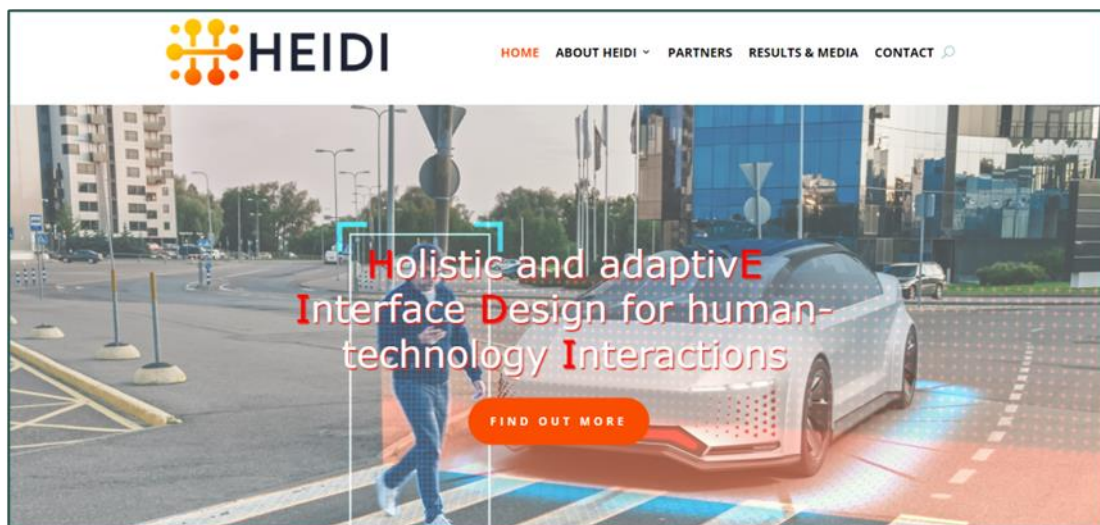 HEIDI
HOME ABOUT HEIDI PARTNERS RESULTS & MEDIA CONTACT
Holistic and adaptivE
Interface Design for human-
technology Interactions
FIND OUT MORE